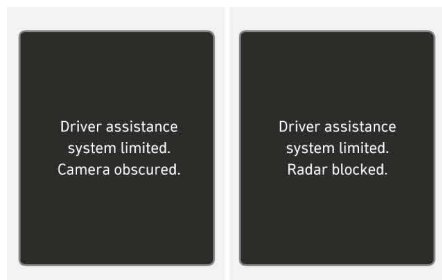 Driver assistance
system limited.
Camera obscured.
Driver assistance
system limited.
Radar blocked.